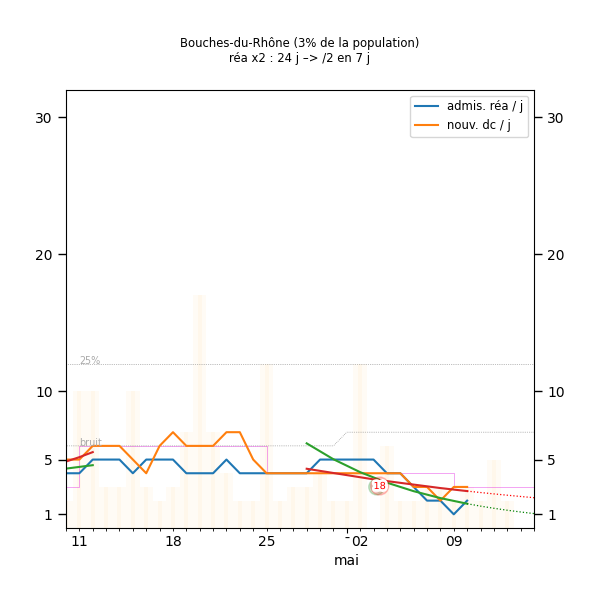 Bouches-du-Rhône (3% de la population)
réa x2 : 24 j –> /2 en 7 j
admis. réa / j
nouv. dc / j
30 30
20 20
25%
10 10
bruit
5 5
18
1 1
11 18 25 02 09
mai